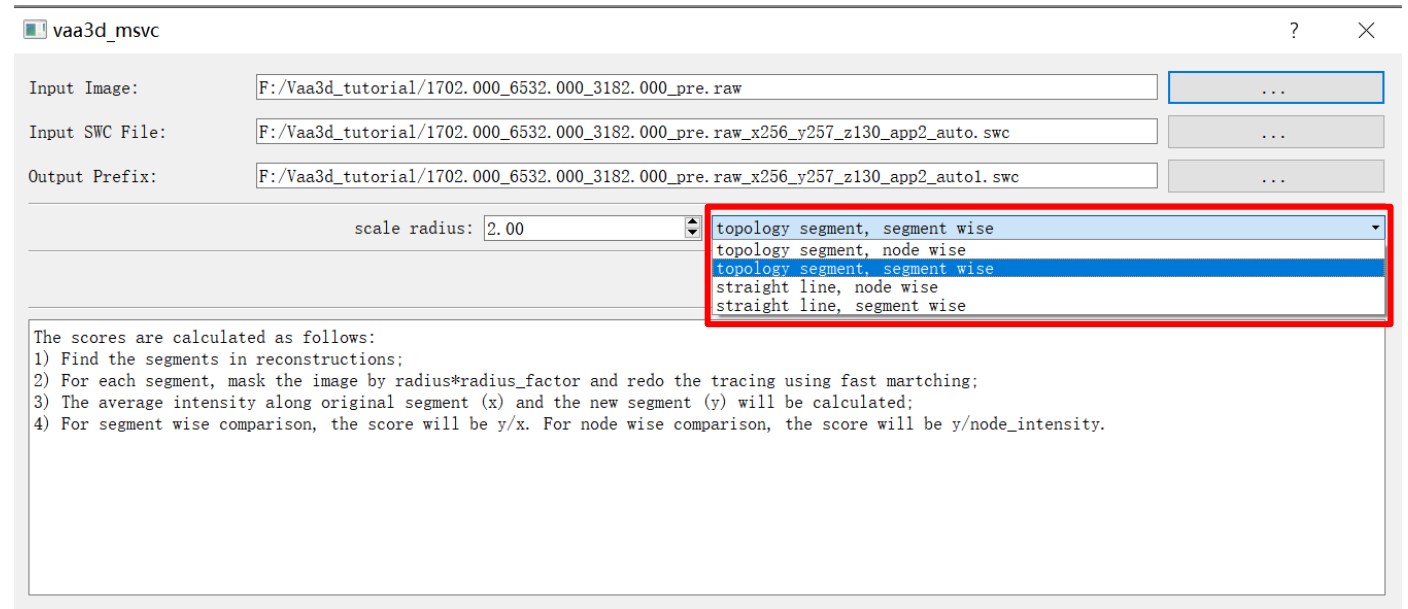 vaa3d_msvc ?
Input Image: F:/Vaa3d_tutorial/1702.000_6532.000_3182.000_pre.raw ...
Input SWC File: F:/Vaa3d_tutorial/1702.000_6532.000_3182.000_pre.raw_x256_y257_z130_app2_auto.swc ...
Output Prefix: F:/Vaa3d_tutorial/1702.000_6532.000_3182.000_pre.raw_x256_y257_z130_app2_auto1.swc ...
scale radius: 2.00 topology segment, segment wise
topology segment, node wise
topology segment, segment wise
straight line, node wise
straight line, segment wise
The scores are calculated as follows:
1) Find the segments in reconstructions;
2) For each segment, mask the image by radius*radius_factor and redo the tracing using fast martching;
3) The average intensity along original segment (x) and the new segment (y) will be calculated;
4) For segment wise comparison, the score will be y/x. For node wise comparison, the score will be y/node_intensity.